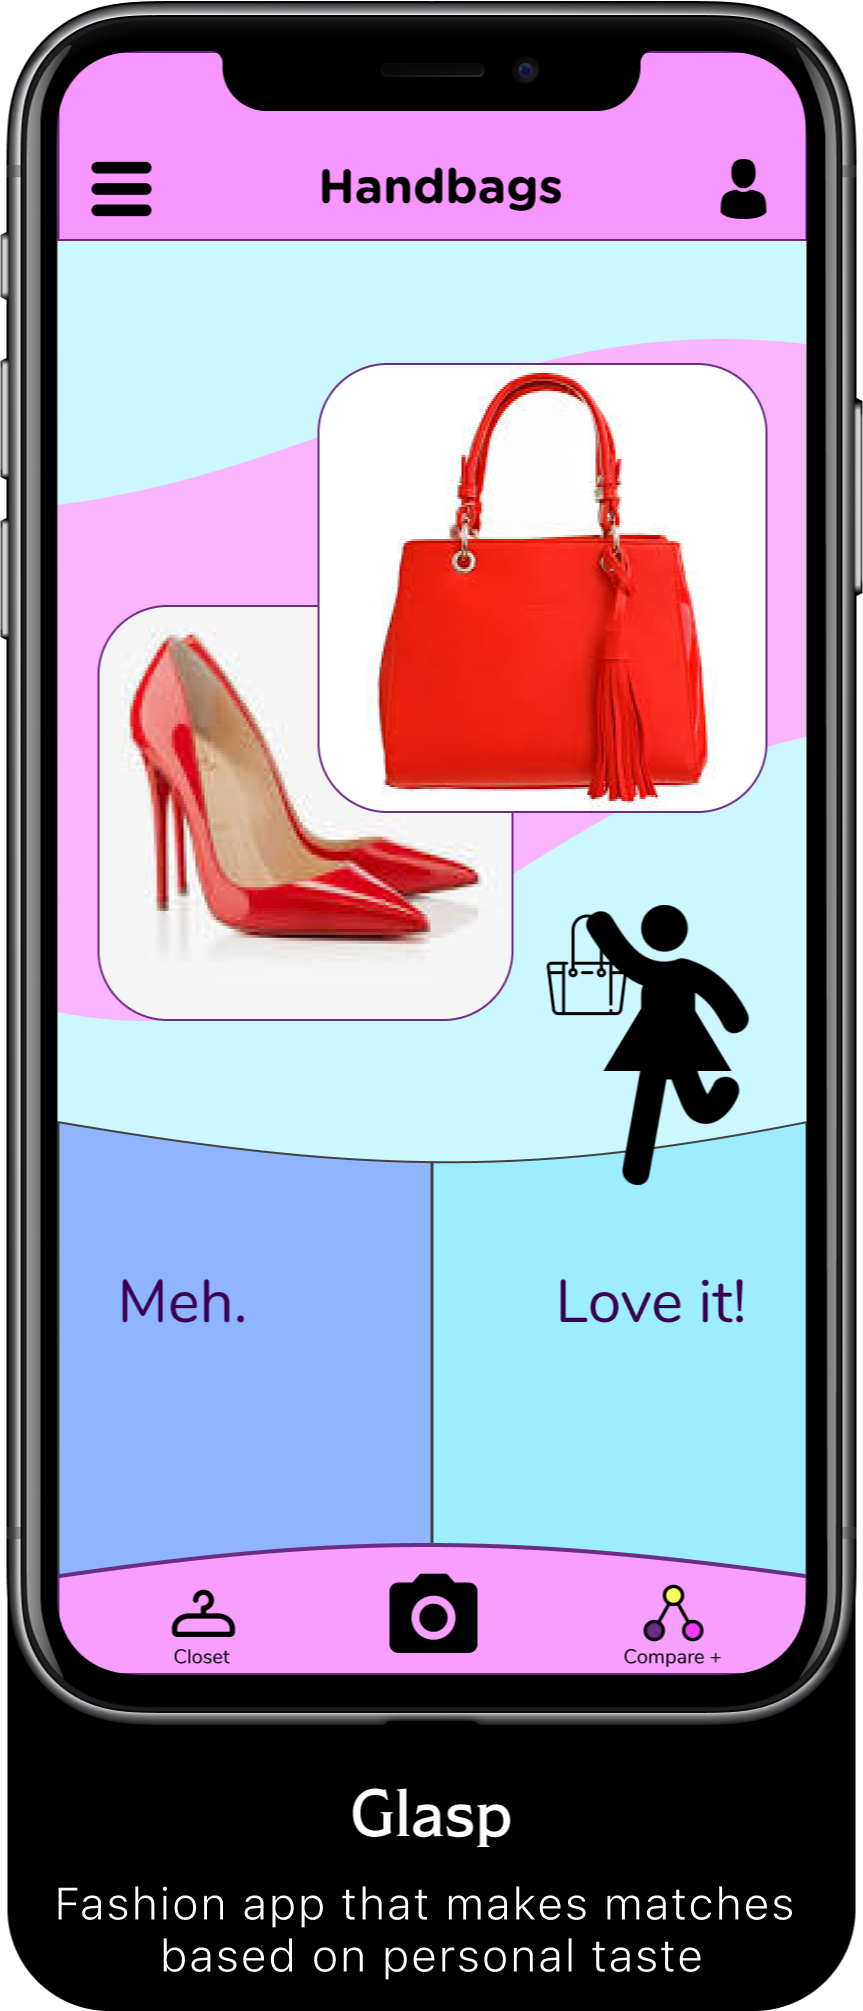 Handbags
Meh.
Love it!
Closet
Compare +
Glasp
Fashion app that makes matches
based on personal taste